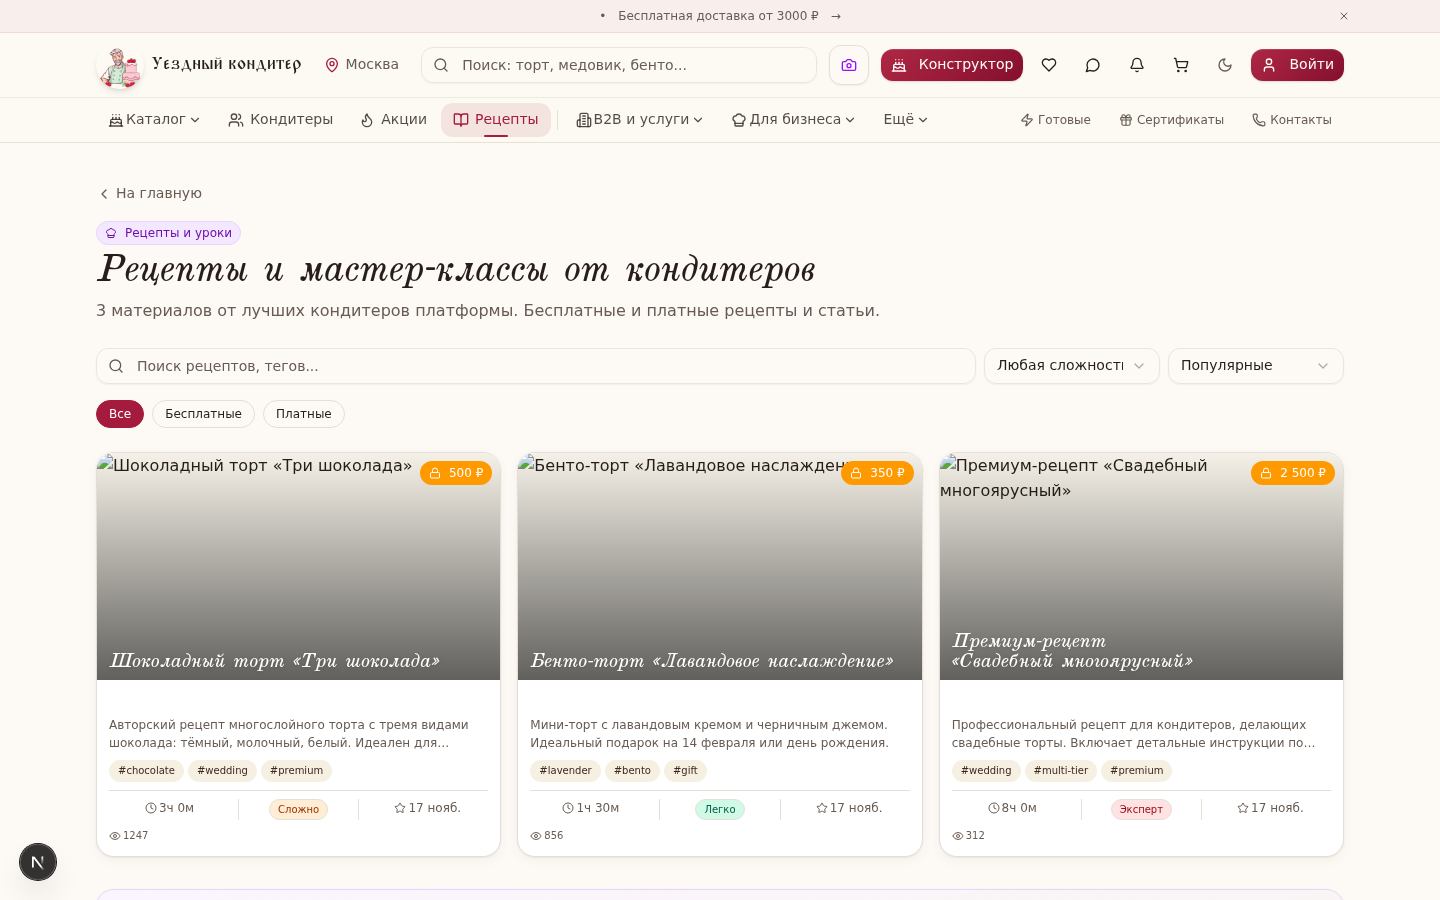 • Бесплатная доставка от 3000 ₽ →
Уездный кондитер
Москва
Поиск: торт, медовик, бенто...
Конструктор
Войти
Каталог
Кондитеры
Акции
Рецепты
B2B и услуги
Для бизнеса
Ещё
Готовые
Сертификаты
Контакты
На главную
Рецепты и уроки
Рецепты и мастер-классы от кондитеров
3 материалов от лучших кондитеров платформы. Бесплатные и платные рецепты и статьи.
Поиск рецептов, тегов...
Любая сложность
Популярные
Все
Бесплатные
Платные
Шоколадный торт «Три шоколада»
500 ₽
Шоколадный торт «Три шоколада»
Авторский рецепт многослойного торта с тремя видами
шоколада: тёмный, молочный, белый. Идеален для...
#chocolate #wedding #premium
3ч 0м
Сложно
17 нояб.
1247
Бенто-торт «Лавандовое наслажден
350 ₽
Бенто-торт «Лавандовое наслаждение»
Мини-торт с лавандовым кремом и черничным джемом.
Идеальный подарок на 14 февраля или день рождения.
#lavender #bento #gift
1ч 30м
Легко
17 нояб.
856
Премиум-рецепт «Свадебный
многоярусный»
2 500 ₽
Премиум-рецепт
«Свадебный многоярусный»
Профессиональный рецепт для кондитеров, делающих
свадебные торты. Включает детальные инструкции по...
#wedding #multi-tier #premium
8ч 0м
Эксперт
17 нояб.
312
N